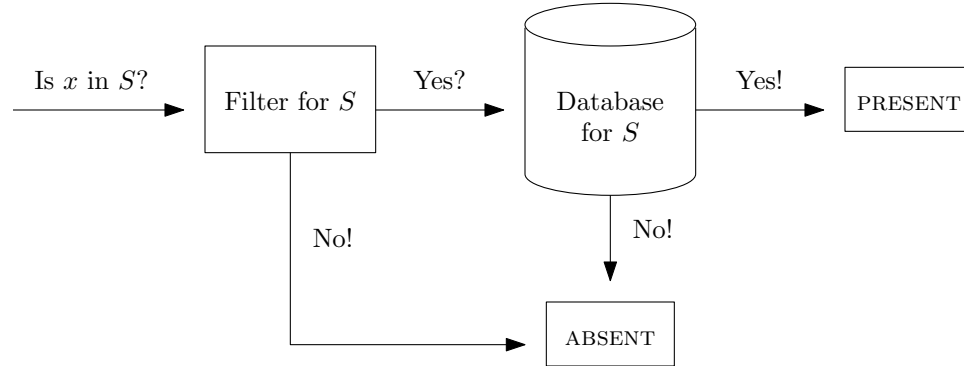 Is x in S?
Filter for S
Yes?
Database
for S
Yes!
PRESENT
No!
No!
ABSENT